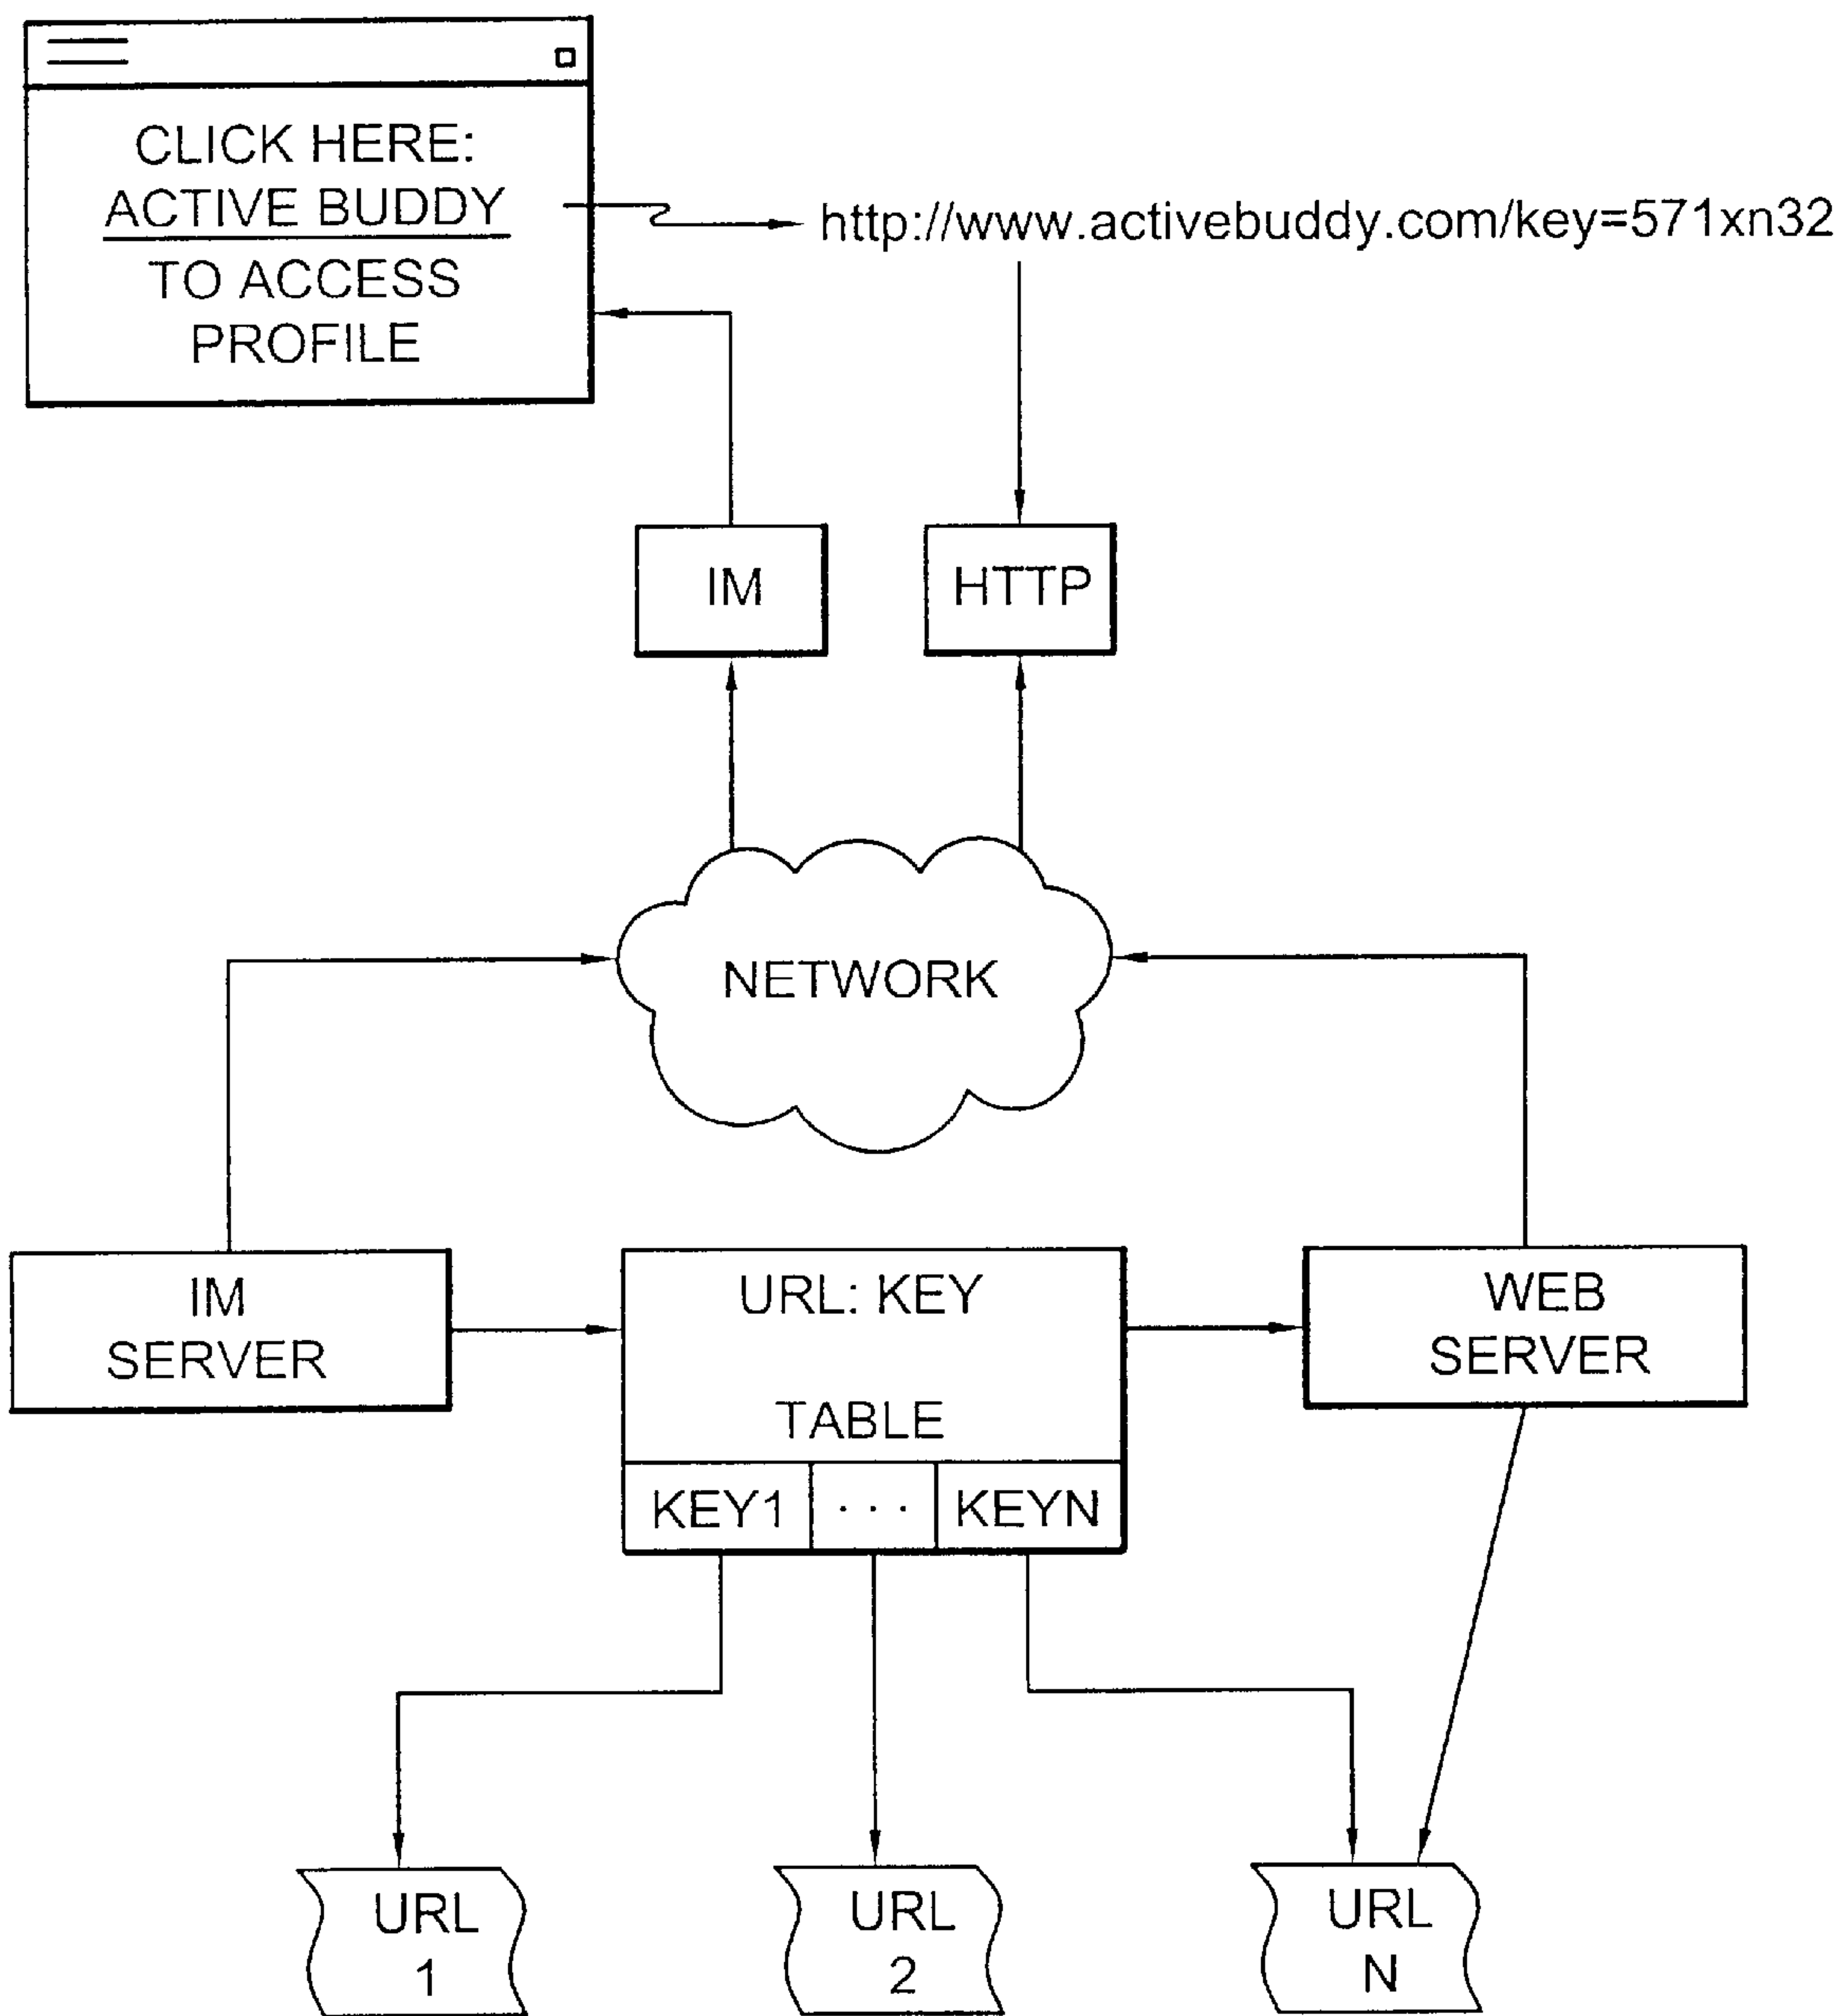 CLICK HERE:
ACTIVE BUDDY
TO ACCESS
PROFILE
http://www.activebuddy.com/key=571xn32
IM
HTTP
NETWORK
IM
SERVER
URL: KEY
TABLE
KEY1
. . .
KEYN
WEB
SERVER
URL
1
URL
2
URL
N